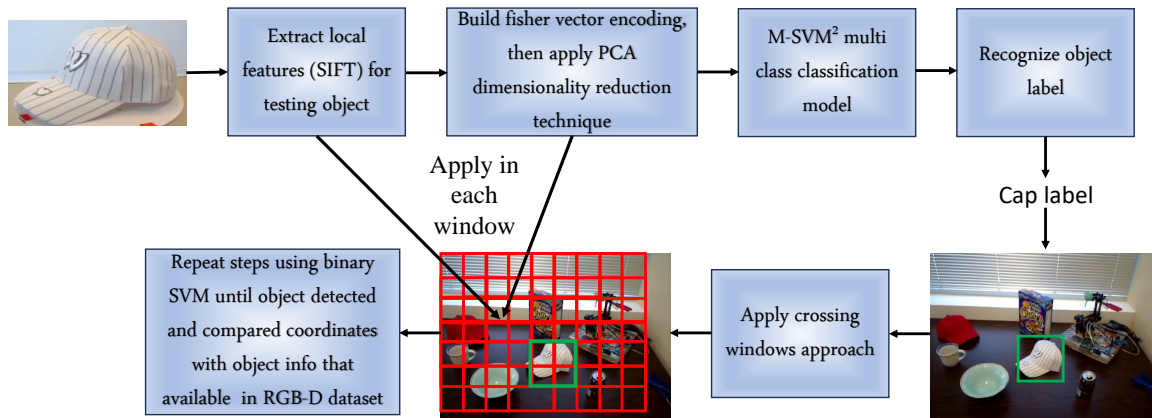 Extract local
features (SIFT) for
testing object
Build fisher vector encoding,
then apply PCA
dimensionality reduction
technique
M-SVM² multi
class classification
model
Recognize object
label
Apply in
each
window
Cap label
Repeat steps using binary
SVM until object detected
and compared coordinates
with object info that
available in RGB-D dataset
Apply crossing
windows approach